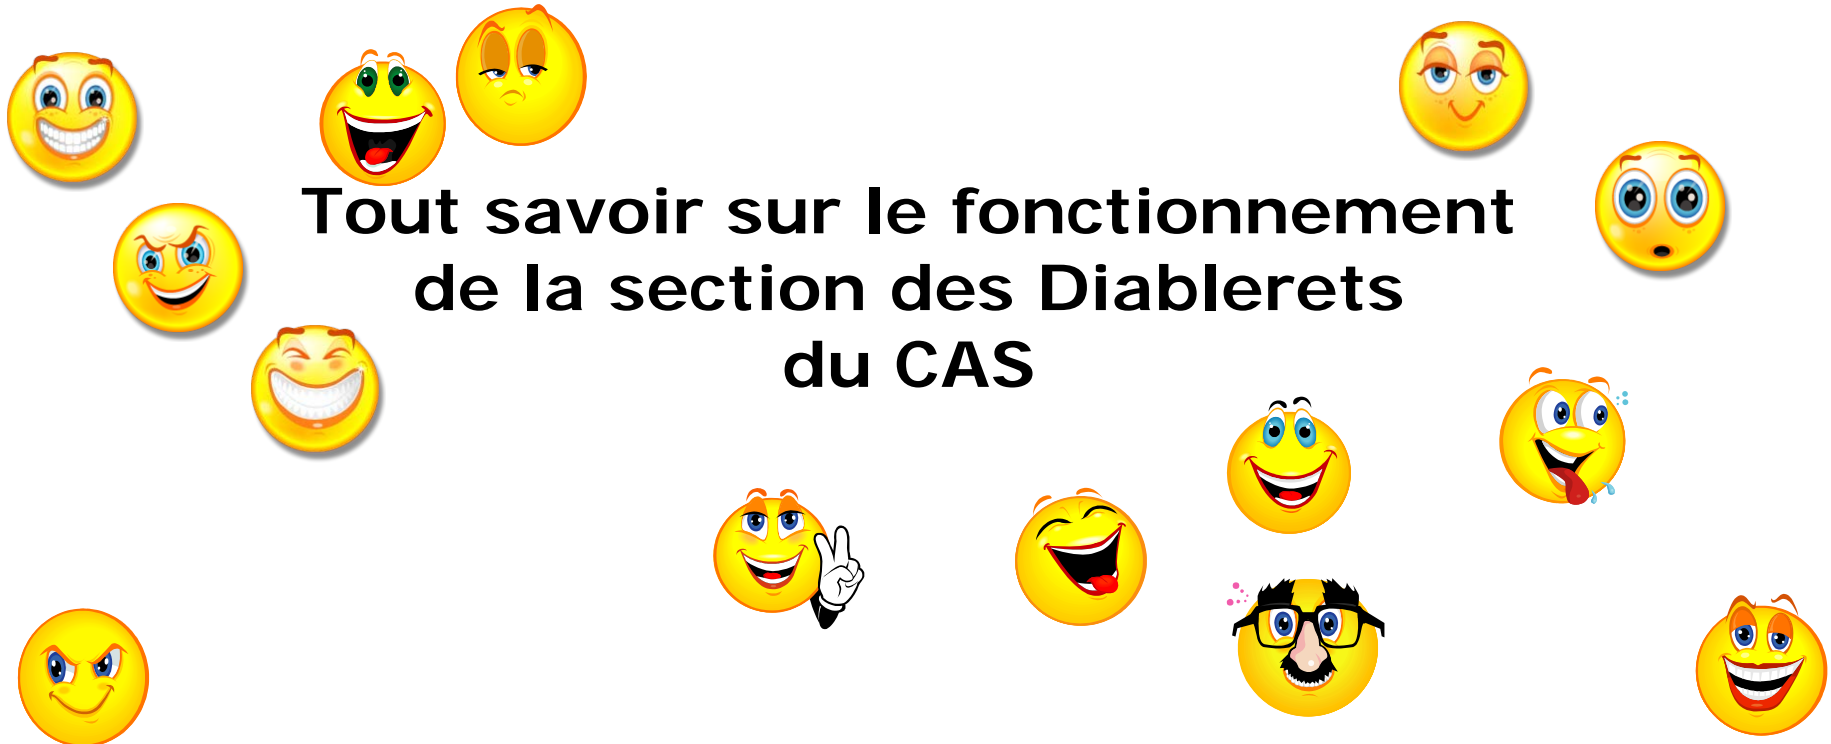 Tout savoir sur le fonctionnement
de la section des Diablerets
du CAS